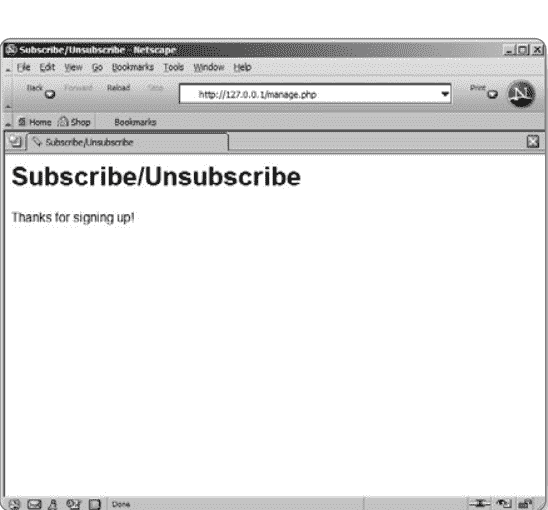 Subscribe/Unsubscribe - Netscape
File Edit View Go Bookmarks Tools Window Help
Back Forward Reload Stop http://127.0.0.1/manage.php Print N
Home Shop Bookmarks
Subscribe/Unsubscribe
Subscribe/Unsubscribe
Thanks for signing up!
Done